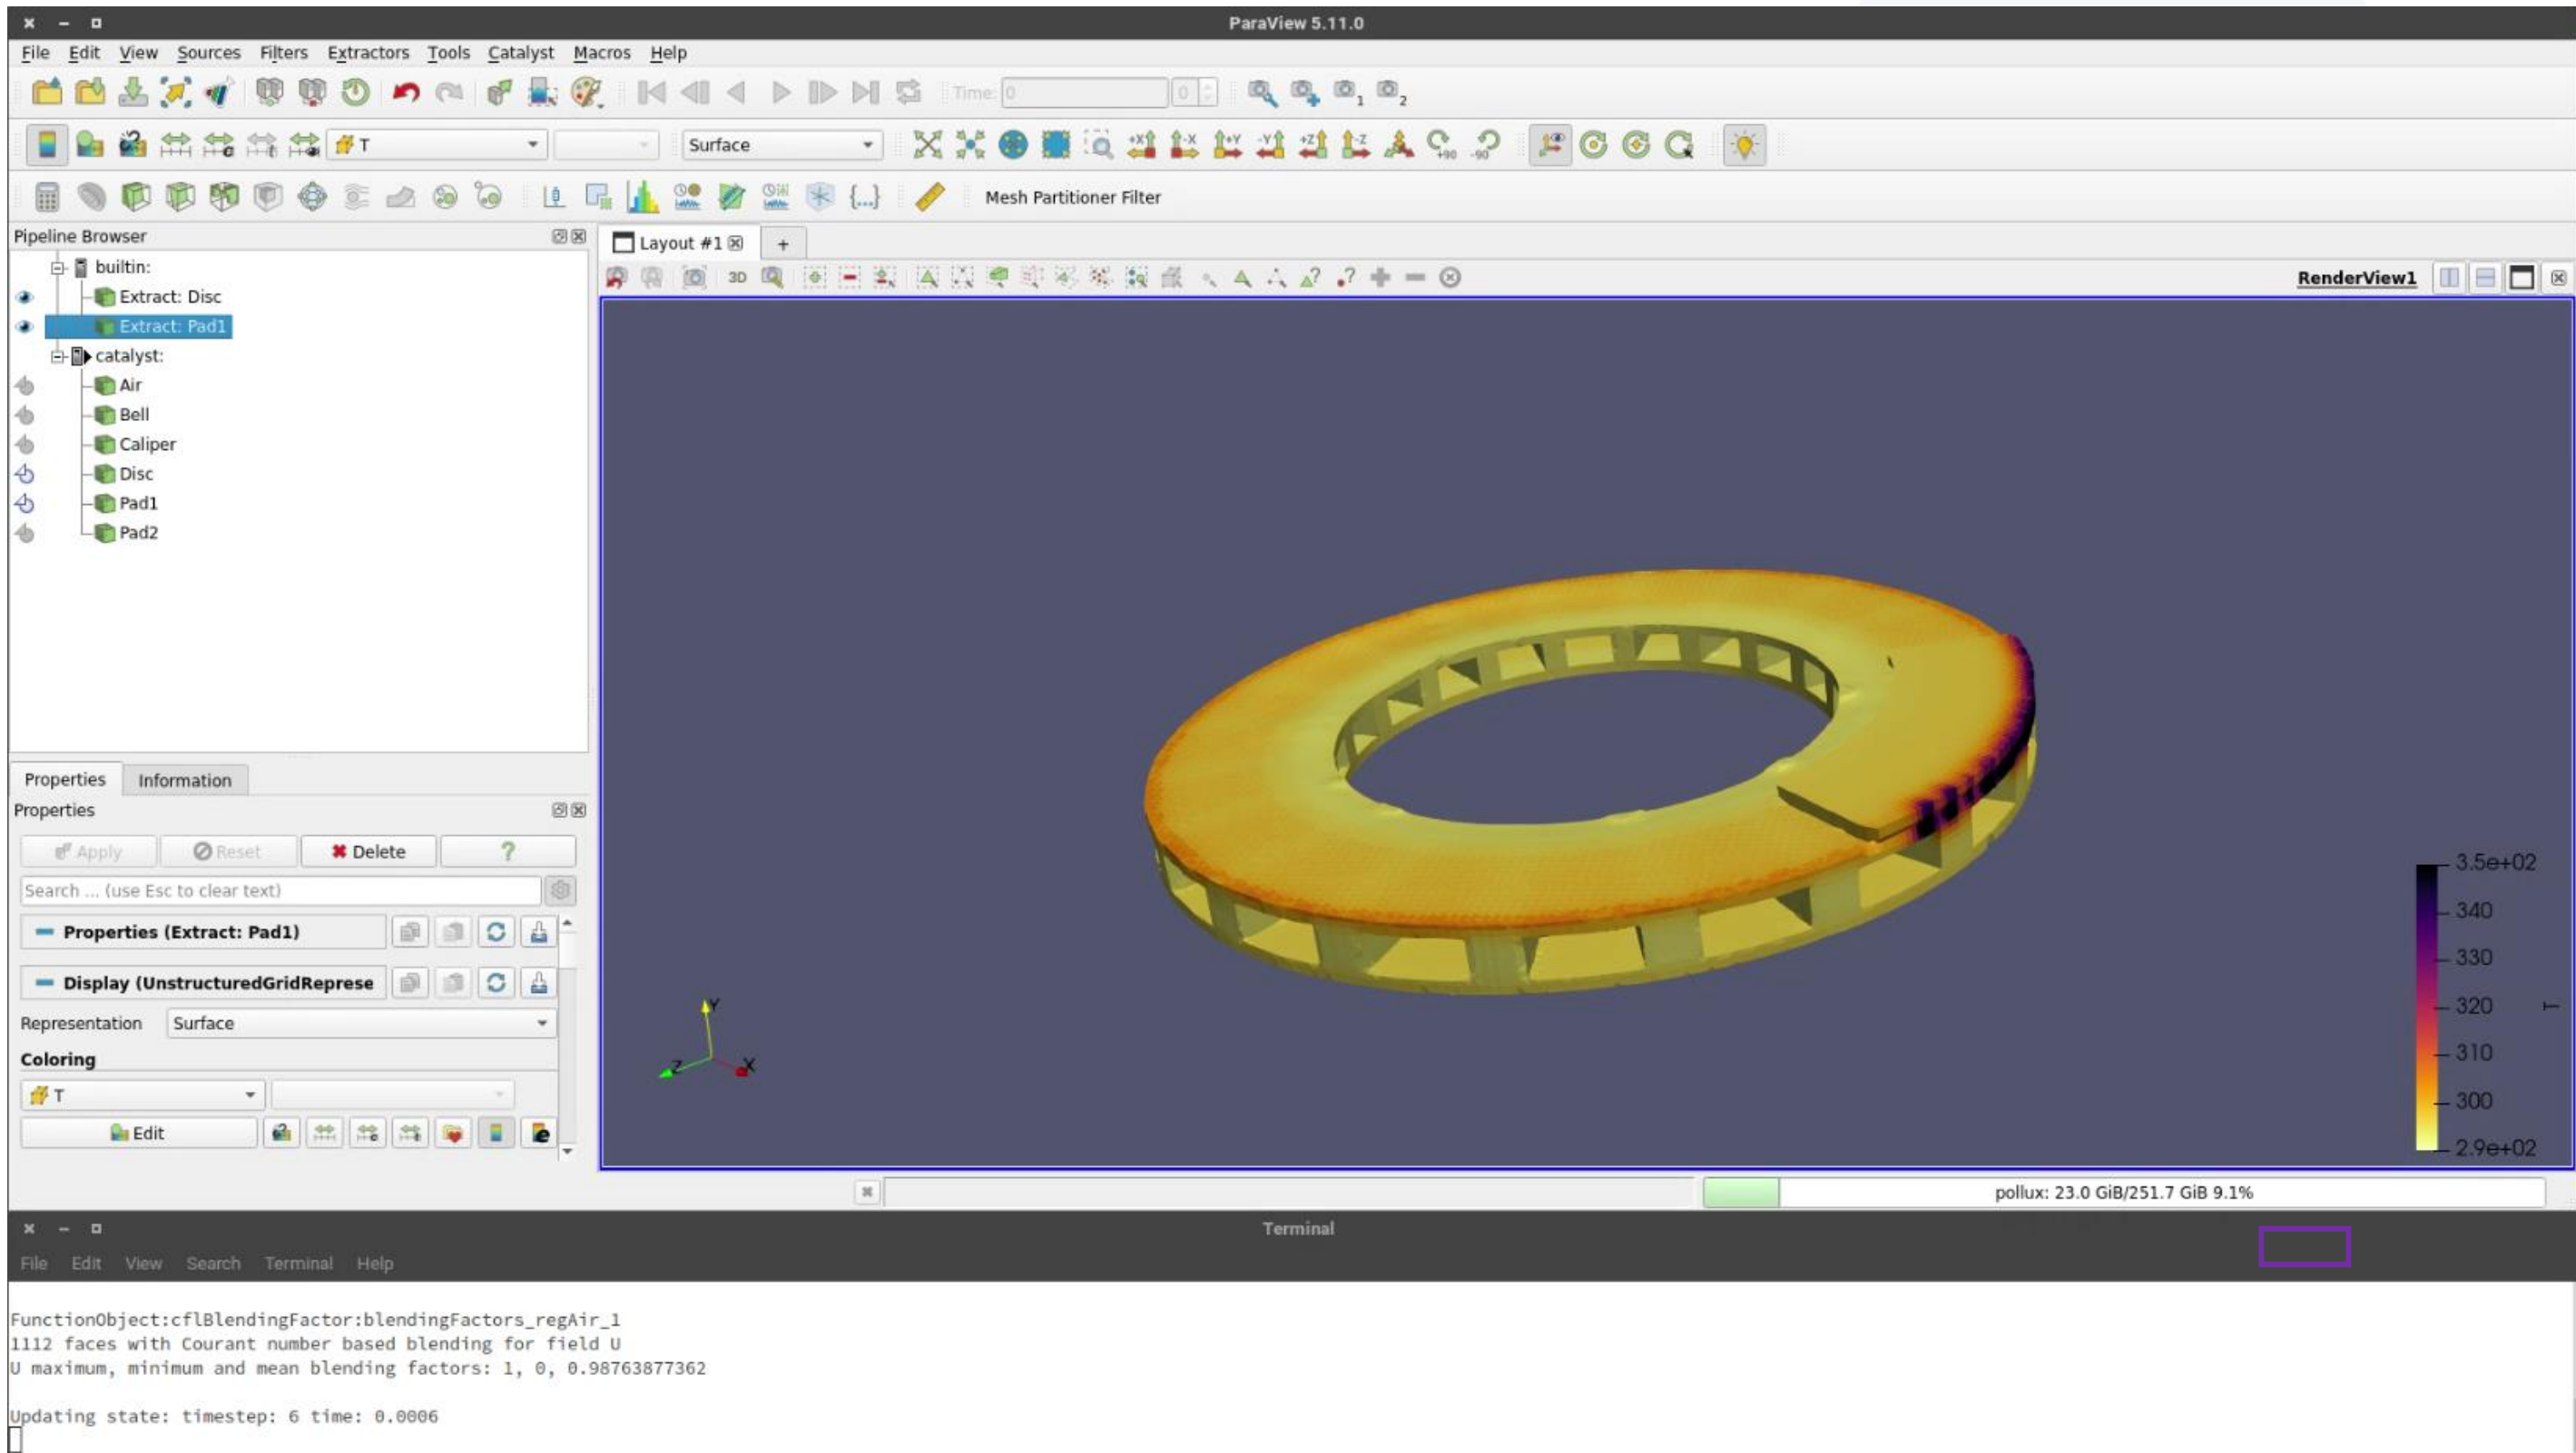 ParaView 5.11.0
File Edit View Sources Filters Extractors Tools Catalyst Macros Help
Time: 0 0 1 2
T Surface +X -X +Y -Y +Z -Z +90 -90
Mesh Partitioner Filter
Pipeline Browser
builtin:
Extract: Disc
Extract: Pad1
catalyst:
Air
Bell
Caliper
Disc
Pad1
Pad2
Layout #1 +
3D RenderView1
Properties Information
Properties
Apply Reset Delete ?
Search ... (use Esc to clear text)
Properties (Extract: Pad1)
Display (UnstructuredGridReprese
Representation Surface
Coloring
T
Edit
Y
Z X
3.5e+02
340
330
320 T
310
300
2.9e+02
pollux: 23.0 GiB/251.7 GiB 9.1%
Terminal
File Edit View Search Terminal Help
FunctionObject:cflBlendingFactor:blendingFactors_regAir_1
1112 faces with Courant number based blending for field U
U maximum, minimum and mean blending factors: 1, 0, 0.98763877362
Updating state: timestep: 6 time: 0.0006